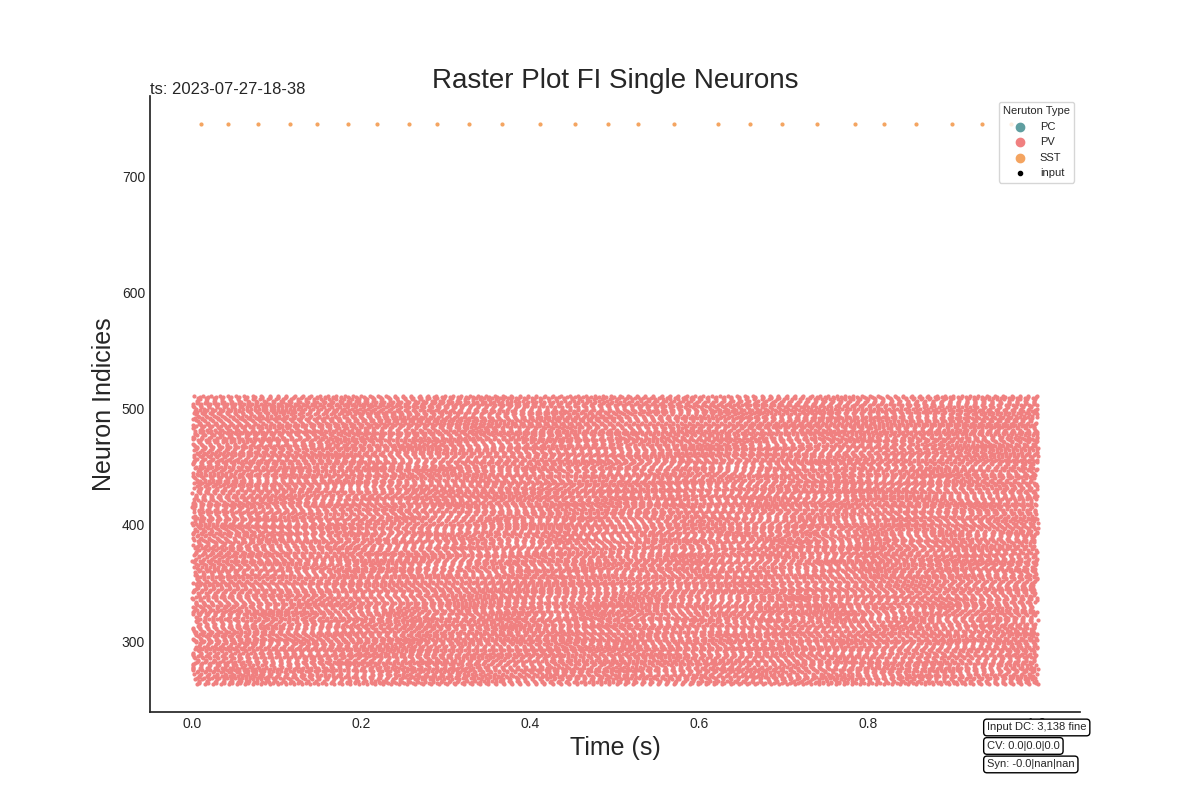 Raster Plot FI Single Neurons
ts: 2023-07-27-18-38
Neruton Type
PC
PV
SST
input
700
600
500
400
300
Neuron Indicies
0.0 0.2 0.4 0.6 0.8
Time (s)
Input DC: 3,138 fine
CV: 0.0|0.0|0.0
Syn: -0.0|nan|nan